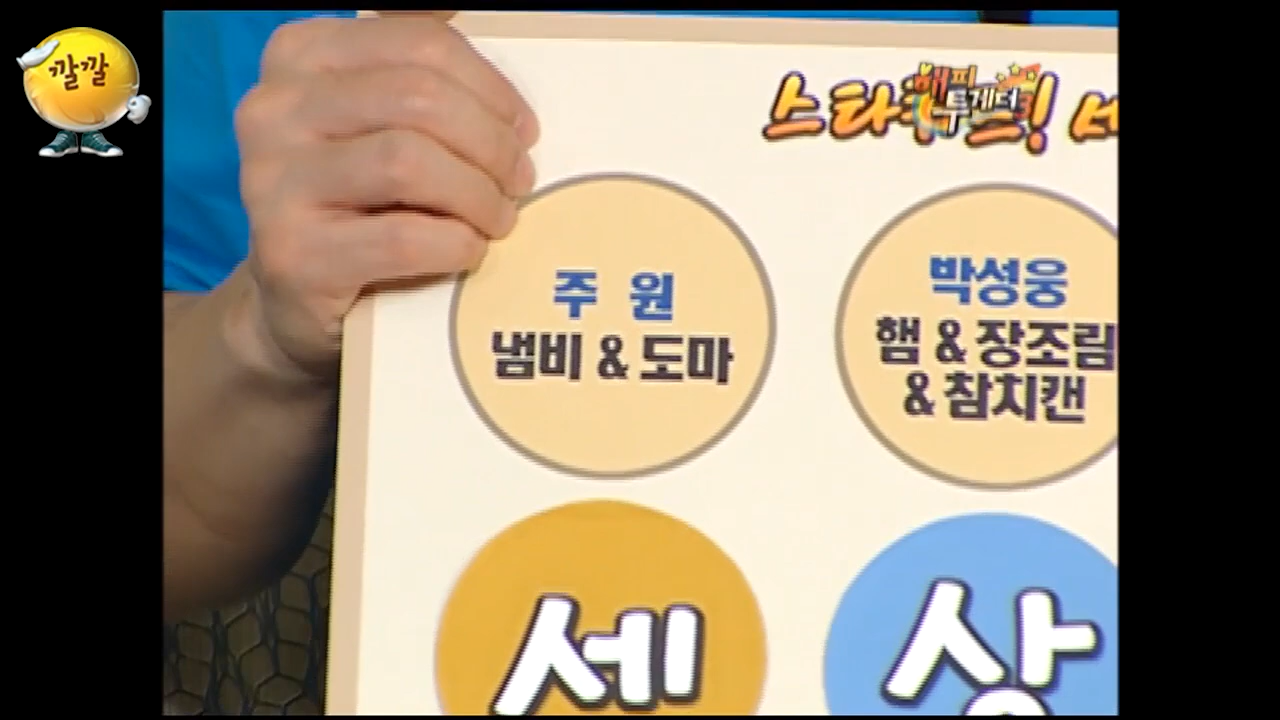 깔깔
해피
투게더3
주 원
냄비 & 도마
박성웅
햄 & 장조림
& 참치캔
세
상